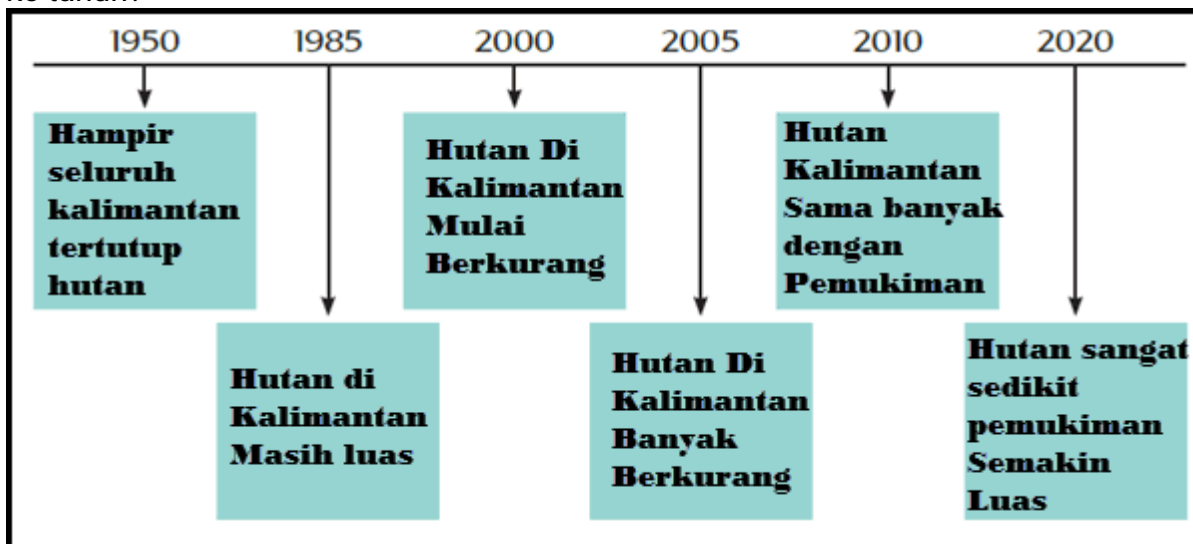 1950 1985 2000 2005 2010 2020
Hampir
seluruh
kalimantan
tertutup
hutan
Hutan di
Kalimantan
Masih luas
Hutan Di
Kalimantan
Mulai
Berkurang
Hutan Di
Kalimantan
Banyak
Berkurang
Hutan
Kalimantan
Sama banyak
dengan
Pemukiman
Hutan sangat
sedikit
pemukiman
Semakin
Luas